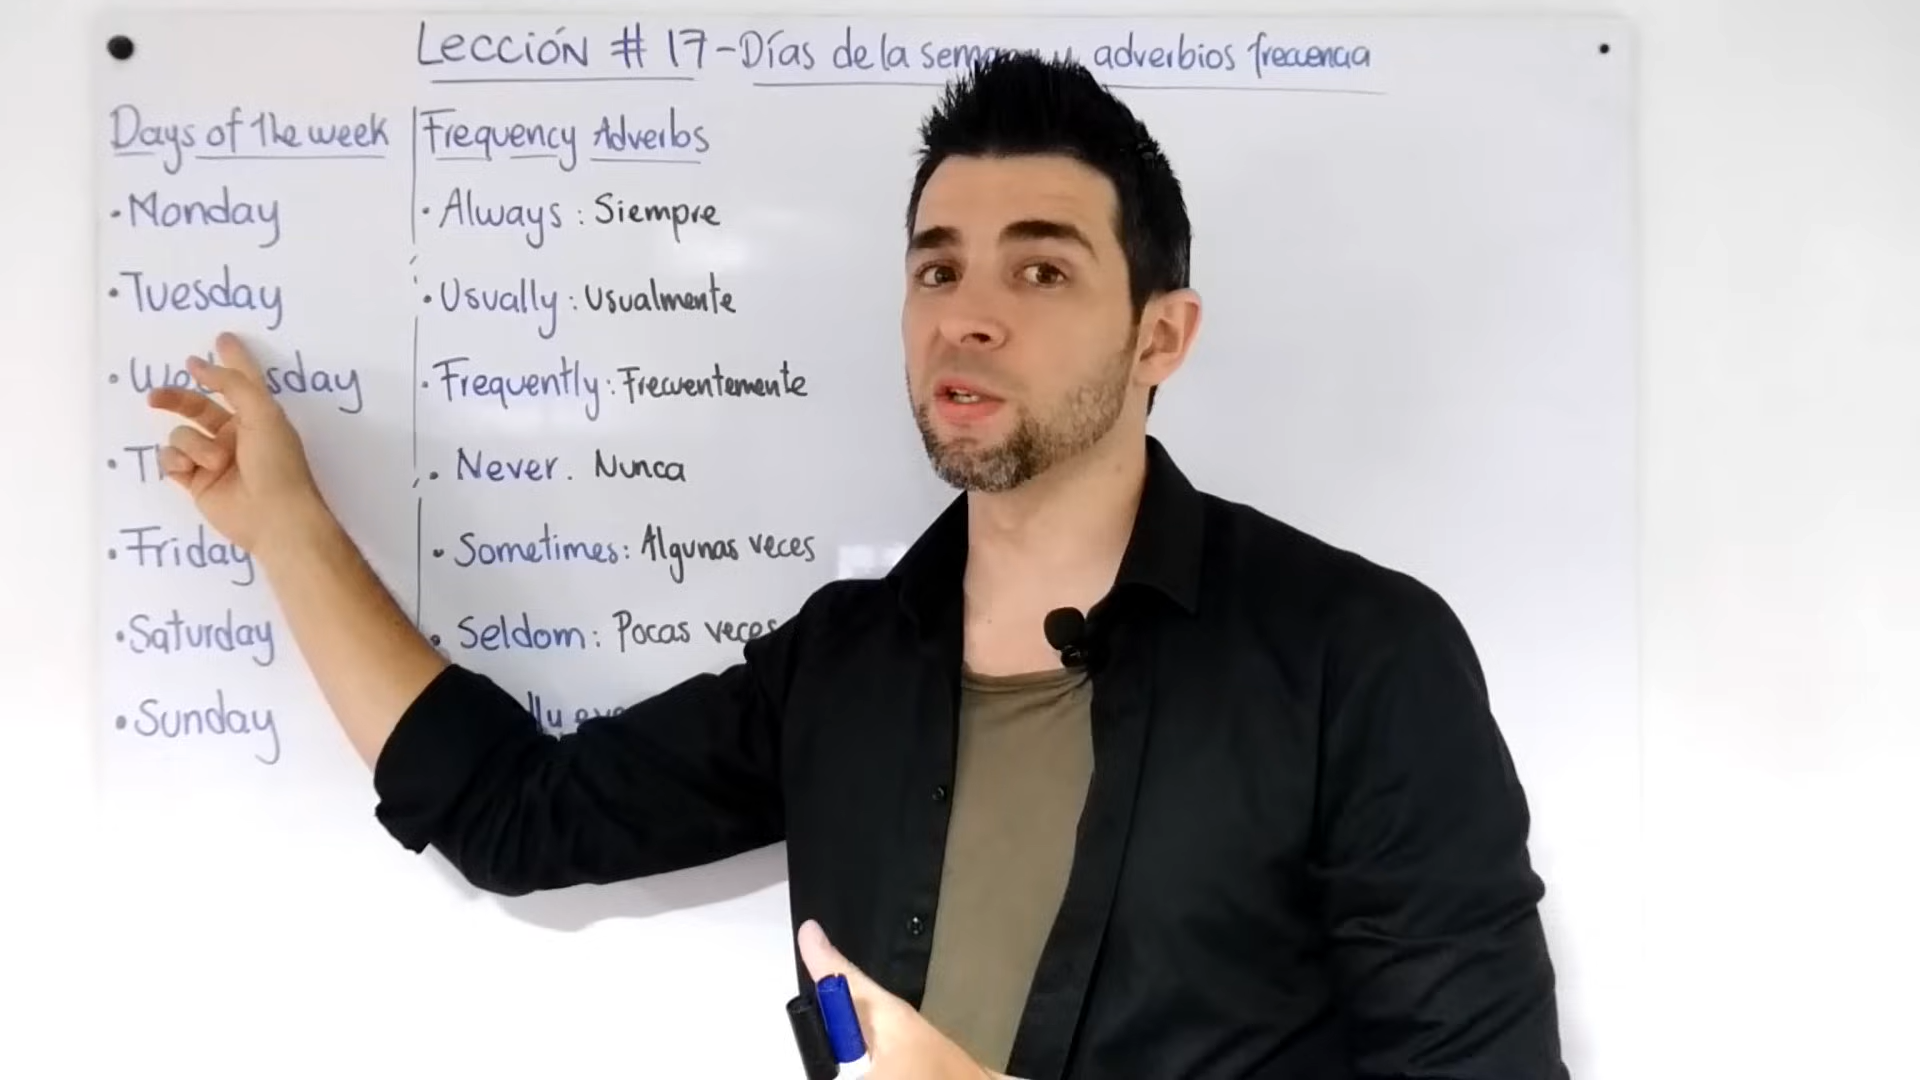 Lección # 17 - Días de la adverbios frecuencia
Days of the week
• Monday
• Tuesday
• Friday
• Saturday
• Sunday
Frequency Adverbs
• Always : Siempre
• Usually : Usualmente
• Frequently : Frecuentemente
• Never . Nunca
• Sometimes : Algunas veces
• Seldom : Pocas veces